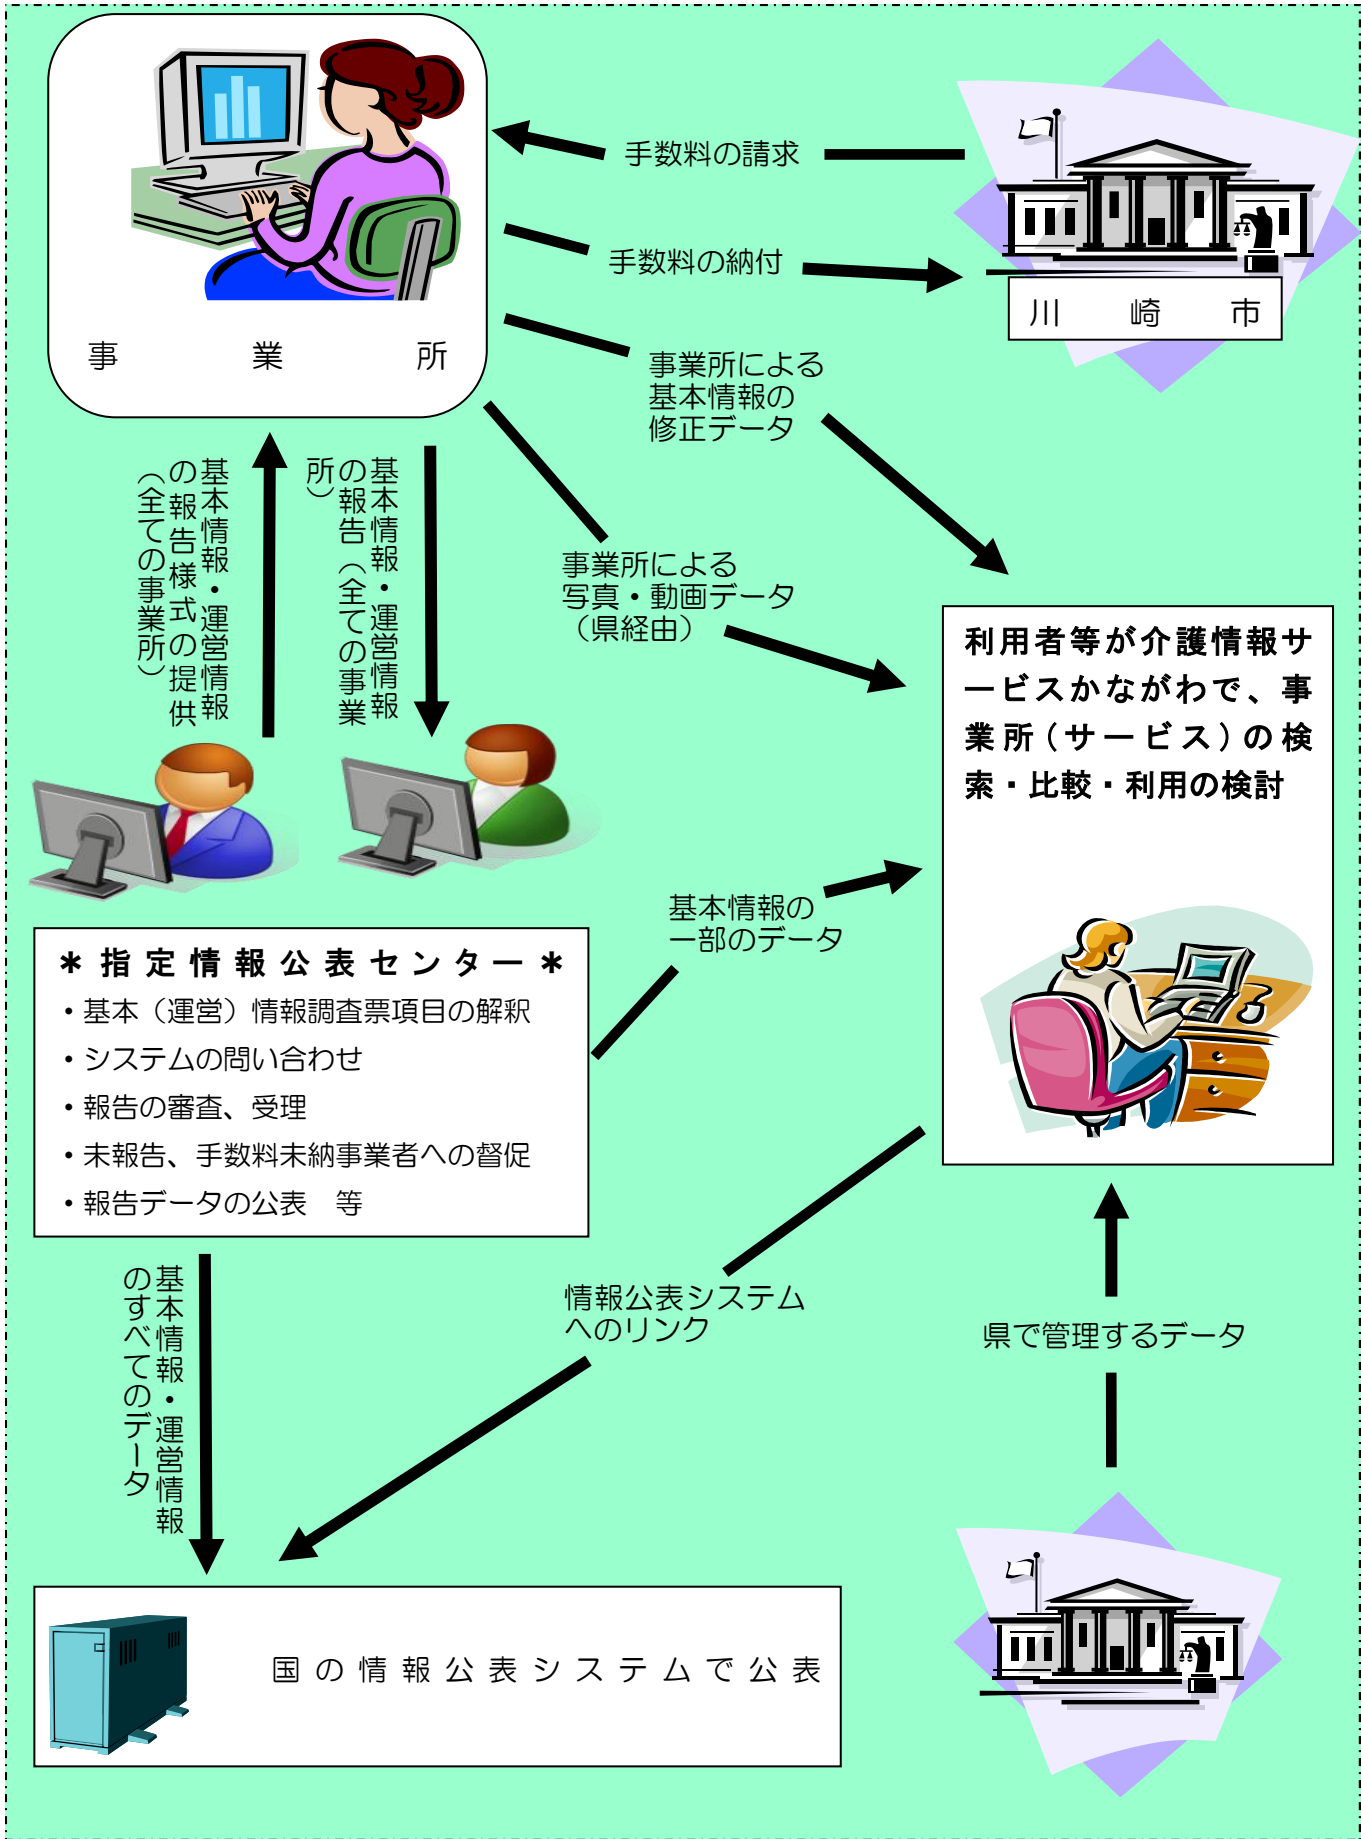 手数料の請求
手数料の納付
川崎市
事業所
事業所による
基本情報の
修正データ
基本情報・運営情報
の報告様式の提供
（全ての事業所）
基本情報・運営情報
の報告（全ての事業
所）
事業所による
写真・動画データ
（県経由）
利用者等が介護情報サ
ービスかながわで、事
業所（サービス）の検
索・比較・利用の検討
基本情報の
一部のデータ
＊指定情報公表センター＊
・基本（運営）情報調査票項目の解釈
・システムの問い合わせ
・報告の審査、受理
・未報告、手数料未納事業者への督促
・報告データの公表　等
基本情報・運営情報
のすべてのデータ
情報公表システム
へのリンク
県で管理するデータ
国の情報公表システムで公表